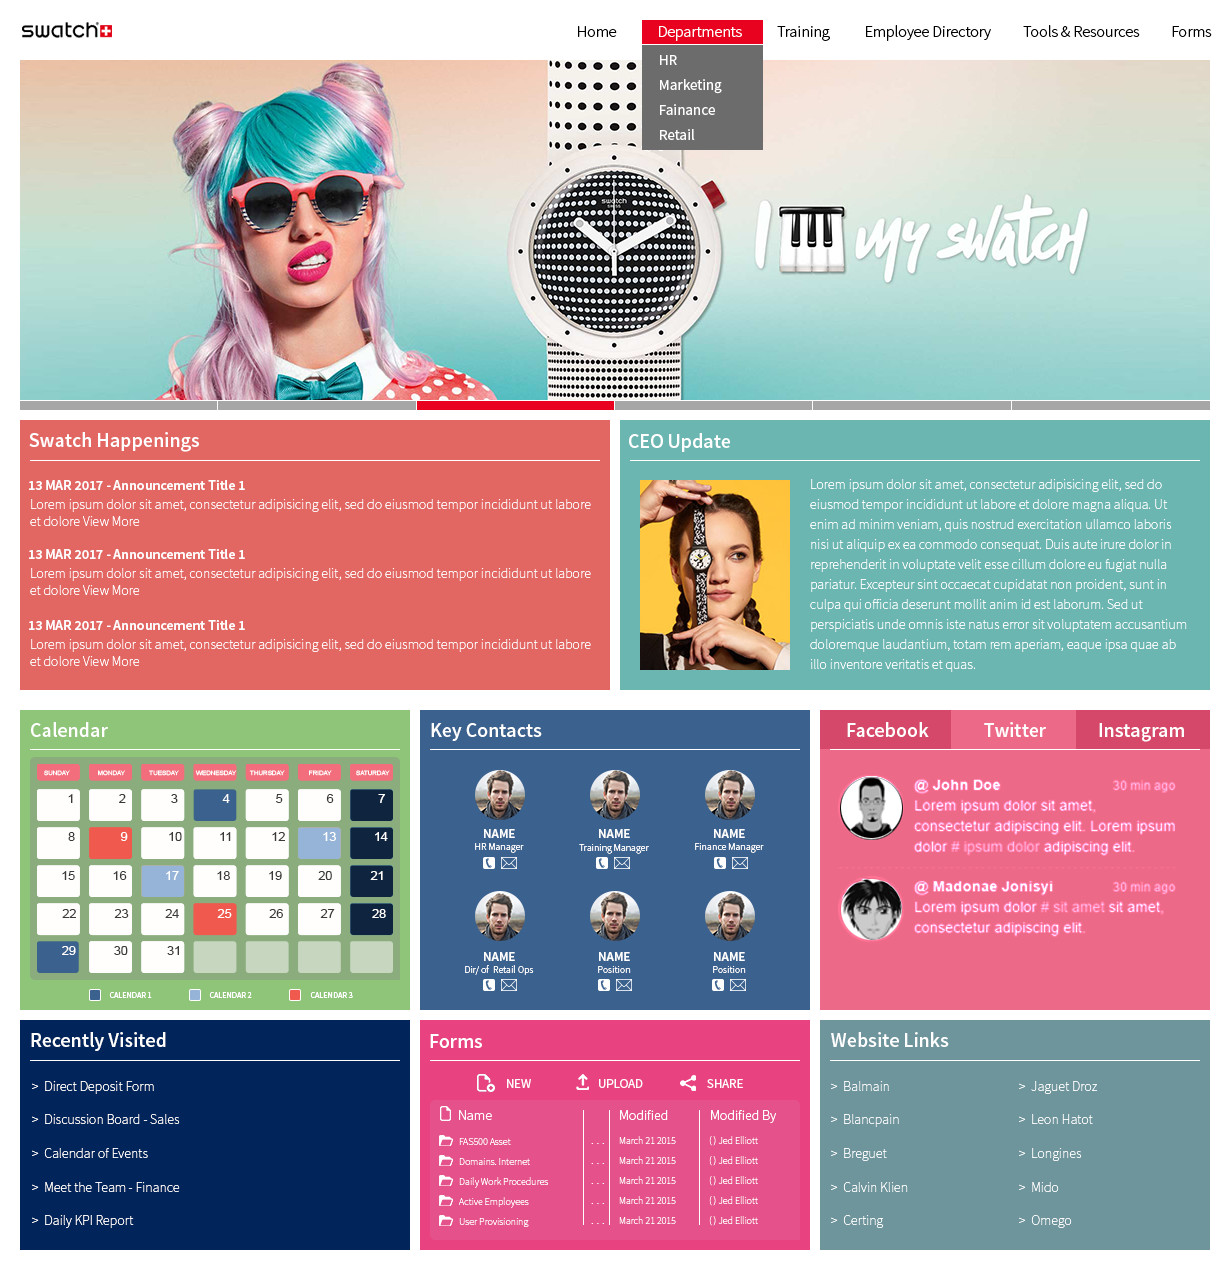 swatch
Home Departments Training Employee Directory Tools & Resources Forms
HR
Marketing
Fainance
Retail
swatch
SWISS
I my swatch
Swatch Happenings
13 MAR 2017 - Announcement Title 1
Lorem ipsum dolor sit amet, consectetur adipisicing elit, sed do eiusmod tempor incididunt ut labore
et dolore View More
13 MAR 2017 - Announcement Title 1
Lorem ipsum dolor sit amet, consectetur adipisicing elit, sed do eiusmod tempor incididunt ut labore
et dolore View More
13 MAR 2017 - Announcement Title 1
Lorem ipsum dolor sit amet, consectetur adipisicing elit, sed do eiusmod tempor incididunt ut labore
et dolore View More
CEO Update
Lorem ipsum dolor sit amet, consectetur adipisicing elit, sed do
eiusmod tempor incididunt ut labore et dolore magna aliqua. Ut
enim ad minim veniam, quis nostrud exercitation ullamco laboris
nisi ut aliquip ex ea commodo consequat. Duis aute irure dolor in
reprehenderit in voluptate velit esse cillum dolore eu fugiat nulla
pariatur. Excepteur sint occaecat cupidatat non proident, sunt in
culpa qui officia deserunt mollit anim id est laborum. Sed ut
perspiciatis unde omnis iste natus error sit voluptatem accusantium
doloremque laudantium, totam rem aperiam, eaque ipsa quae ab
illo inventore veritatis et quas.
Calendar
SUNDAY MONDAY TUESDAY WEDNESDAY THURSDAY FRIDAY SATURDAY
1 2 3 4 5 6 7
8 9 10 11 12 13 14
15 16 17 18 19 20 21
22 23 24 25 26 27 28
29 30 31
CALENDAR 1 CALENDAR 2 CALENDAR 3
Key Contacts
NAME NAME NAME
HR Manager Training Manager Finance Manager
NAME NAME NAME
Dir/ of Retail Ops Position Position
Facebook Twitter Instagram
@ John Doe 30 min ago
Lorem ipsum dolor sit amet,
consectetur adipiscing elit. Lorem ipsum
dolor # ipsum dolor adipiscing elit.
@ Madonae Jonisyi 30 min ago
Lorem ipsum dolor # sit amet sit amet,
consectetur adipiscing elit.
Recently Visited
> Direct Deposit Form
> Discussion Board - Sales
> Calendar of Events
> Meet the Team - Finance
> Daily KPI Report
Forms
NEW UPLOAD SHARE
Name Modified Modified By
FAS500 Asset ... March 21 2015 () Jed Elliott
Domains. Internet ... March 21 2015 () Jed Elliott
Daily Work Procedures ... March 21 2015 () Jed Elliott
Active Employees ... March 21 2015 () Jed Elliott
User Provisioning ... March 21 2015 () Jed Elliott
Website Links
> Balmain > Jaguet Droz
> Blancpain > Leon Hatot
> Breguet > Longines
> Calvin Klien > Mido
> Certing > Omego